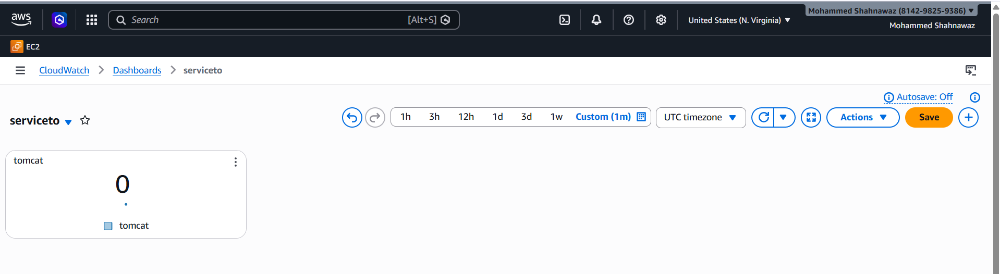 aws
Search [Alt+S]
United States (N. Virginia)
Mohammed Shahnawaz (8142-9825-9386)
Mohammed Shahnawaz
EC2
CloudWatch Dashboards serviceto
Autosave: Off
serviceto
1h 3h 12h 1d 3d 1w Custom (1m)
UTC timezone
Actions
Save
tomcat
0
tomcat